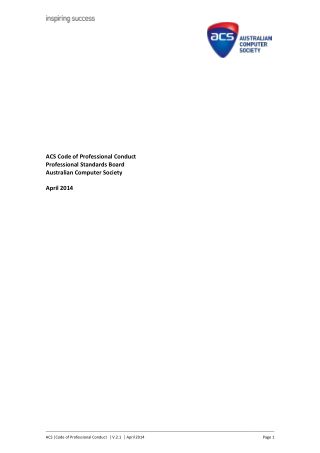 inspiring success
acs AUSTRALIAN
COMPUTER
SOCIETY
ACS Code of Professional Conduct
Professional Standards Board
Australian Computer Society
April 2014
ACS |Code of Professional Conduct | V.2.1 | April 2014 Page 1